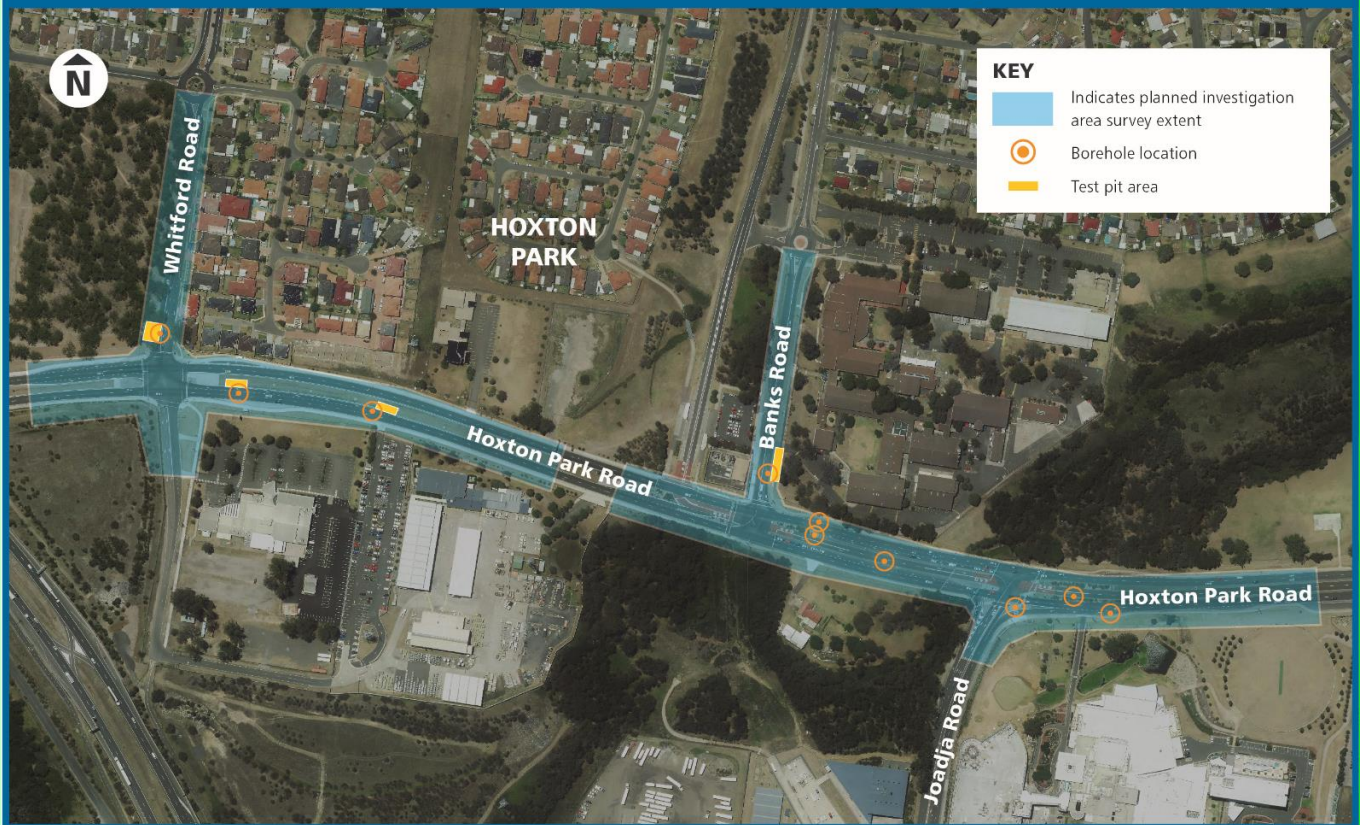 N
KEY
Indicates planned investigation
area survey extent
Borehole location
Test pit area
Whitford Road
HOXTON
PARK
Banks Road
Hoxton Park Road
Hoxton Park Road
Joadja Road